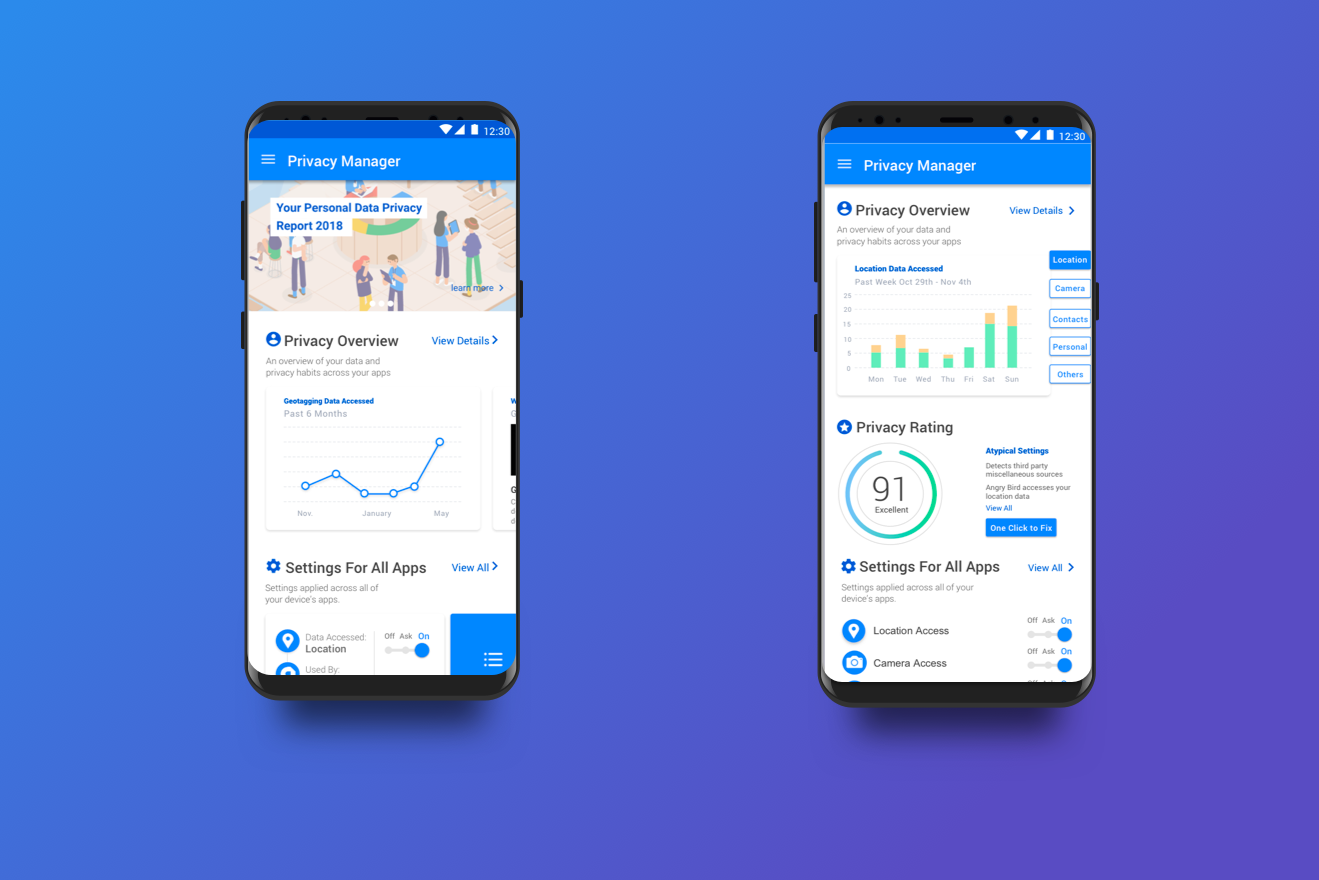 12:30
Privacy Manager
Your Personal Data Privacy
Report 2018
learn more
Privacy Overview
View Details
An overview of your data and
privacy habits across your apps
Geotagging Data Accessed
Past 6 Months
Nov.
January
May
W
G
G
C
d
d
Settings For All Apps
View All
Settings applied across all of
your device's apps.
Data Accessed:
Location
Off Ask On
Used By:
12:30
Privacy Manager
Privacy Overview
View Details
An overview of your data and
privacy habits across your apps
Location Data Accessed
Past Week Oct 29th - Nov 4th
25
20
15
10
5
0
Mon Tue Wed Thu Fri Sat Sun
Location
Camera
Contacts
Personal
Others
Privacy Rating
91
Excellent
Atypical Settings
Detects third party
miscellaneous sources
Angry Bird accesses your
location data
View All
One Click to Fix
Settings For All Apps
View All
Settings applied across all of your
device's apps.
Location Access
Off Ask On
Camera Access
Off Ask On